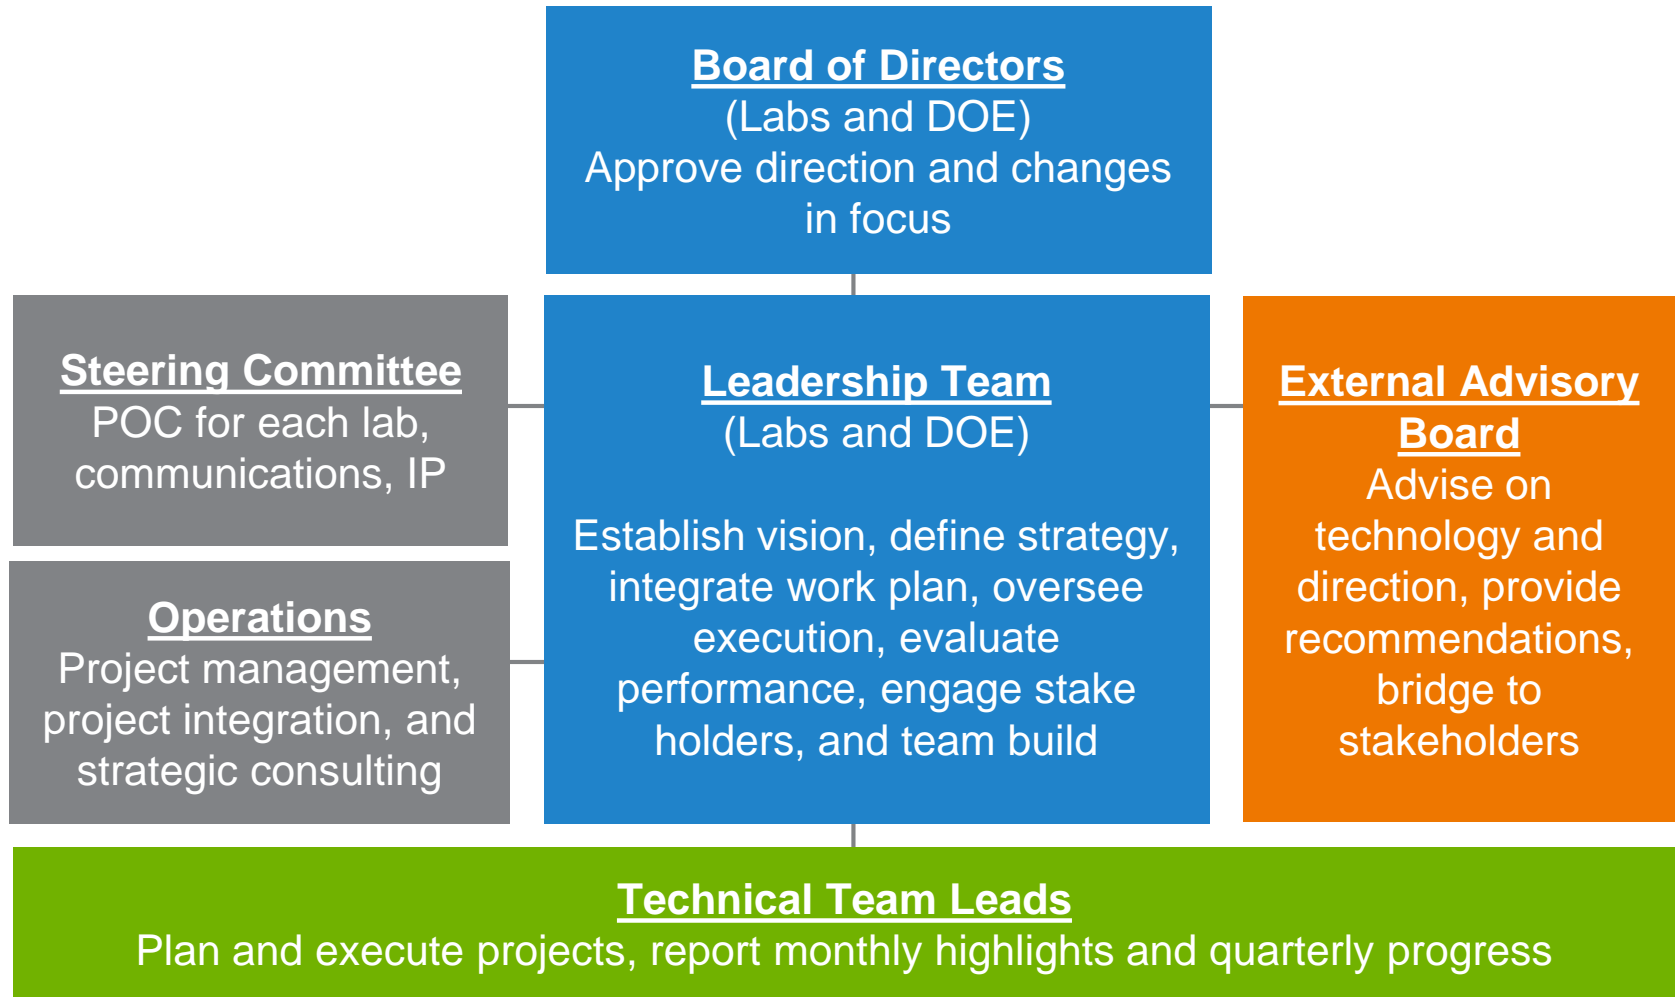 Board of Directors
(Labs and DOE)
Approve direction and changes
in focus
Steering Committee
POC for each lab,
communications, IP
Operations
Project management,
project integration, and
strategic consulting
Leadership Team
(Labs and DOE)
Establish vision, define strategy,
integrate work plan, oversee
execution, evaluate
performance, engage stake
holders, and team build
External Advisory
Board
Advise on
technology and
direction, provide
recommendations,
bridge to
stakeholders
Technical Team Leads
Plan and execute projects, report monthly highlights and quarterly progress